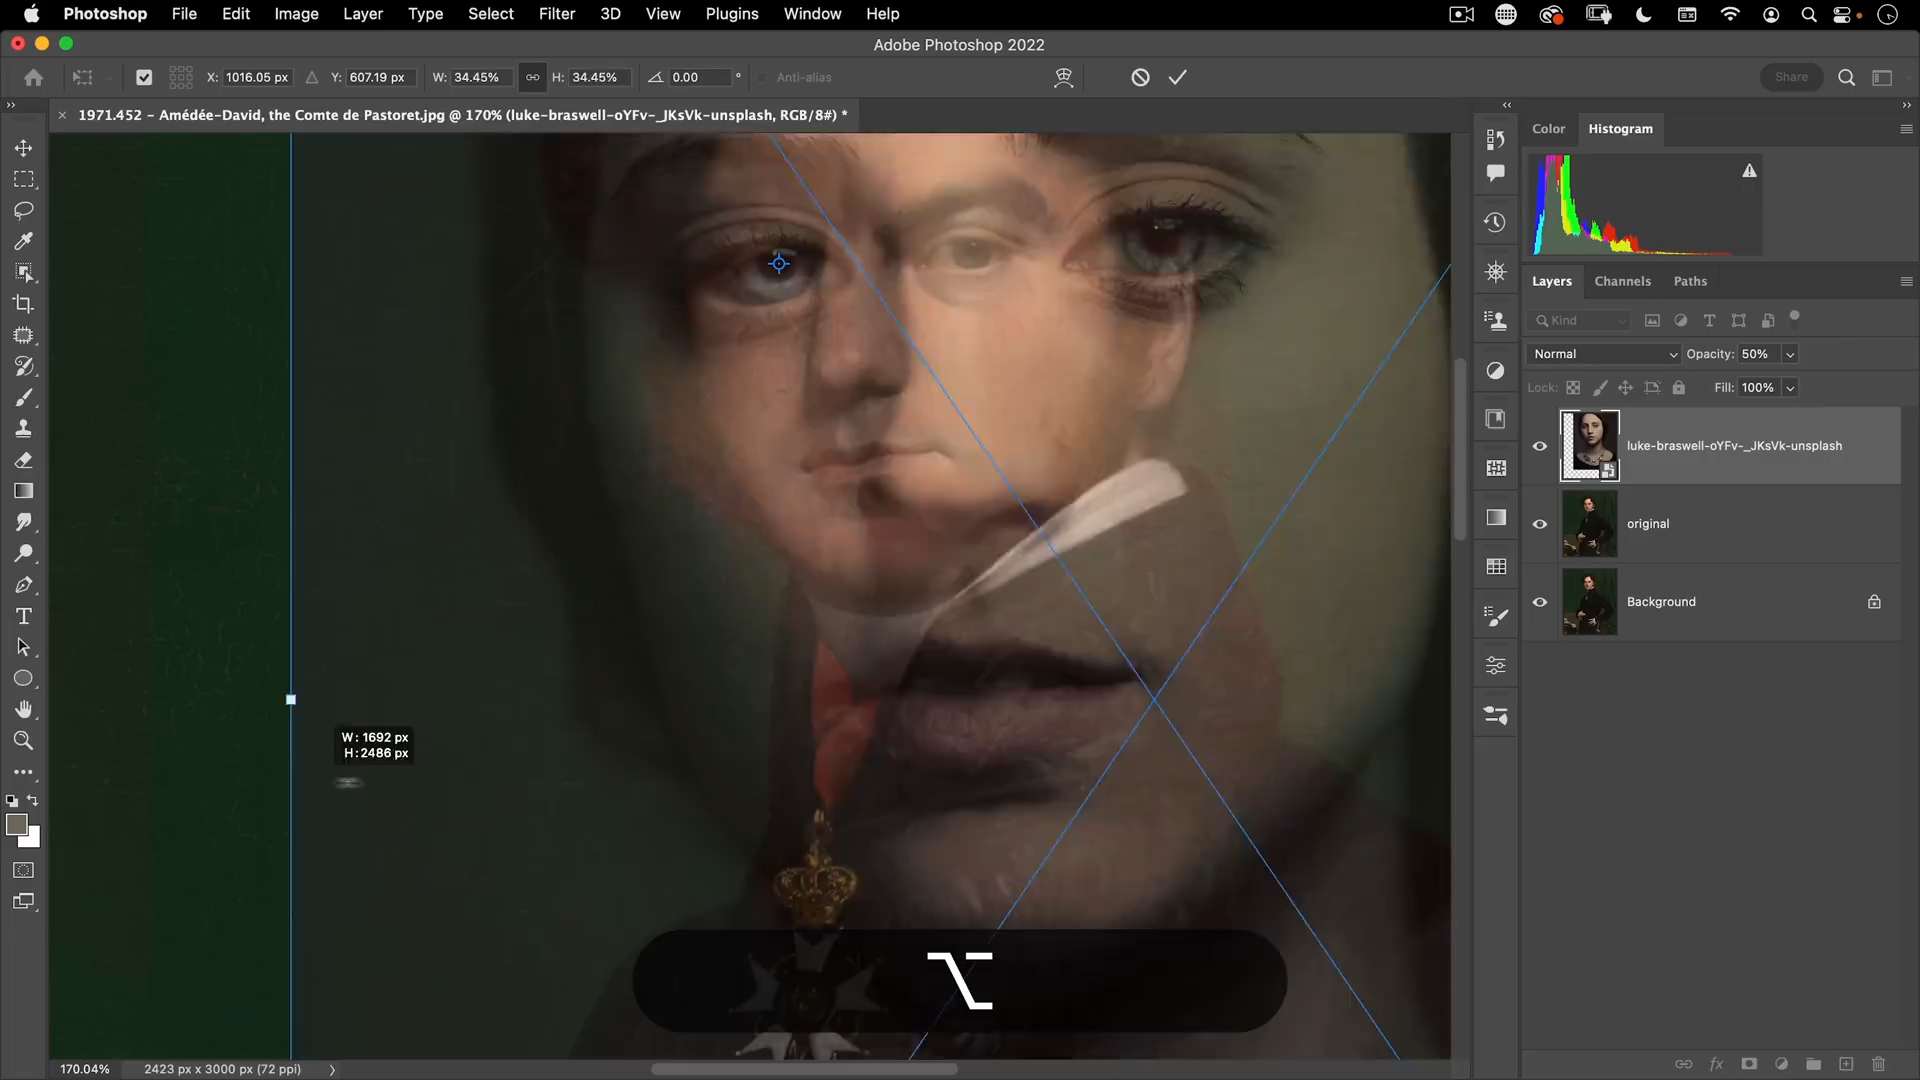 Photoshop File Edit Image Layer Type Select Filter 3D View Plugins Window Help
Adobe Photoshop 2022
X: 1016.05 px Y: 607.19 px W: 34.45% H: 34.45% 0.00 ° Anti-alias Share
1971.452 – Amédée-David, the Comte de Pastoret.jpg @ 170% (luke-braswell-oYFv-_JKsVk-unsplash, RGB/8#) *
Color Histogram
Layers Channels Paths
Kind
Normal Opacity: 50%
Lock: Fill: 100%
luke-braswell-oYFv-_JKsVk-unsplash
original
Background
W: 1692 px
H: 2486 px
⌥
170.04% 2423 px x 3000 px (72 ppi)